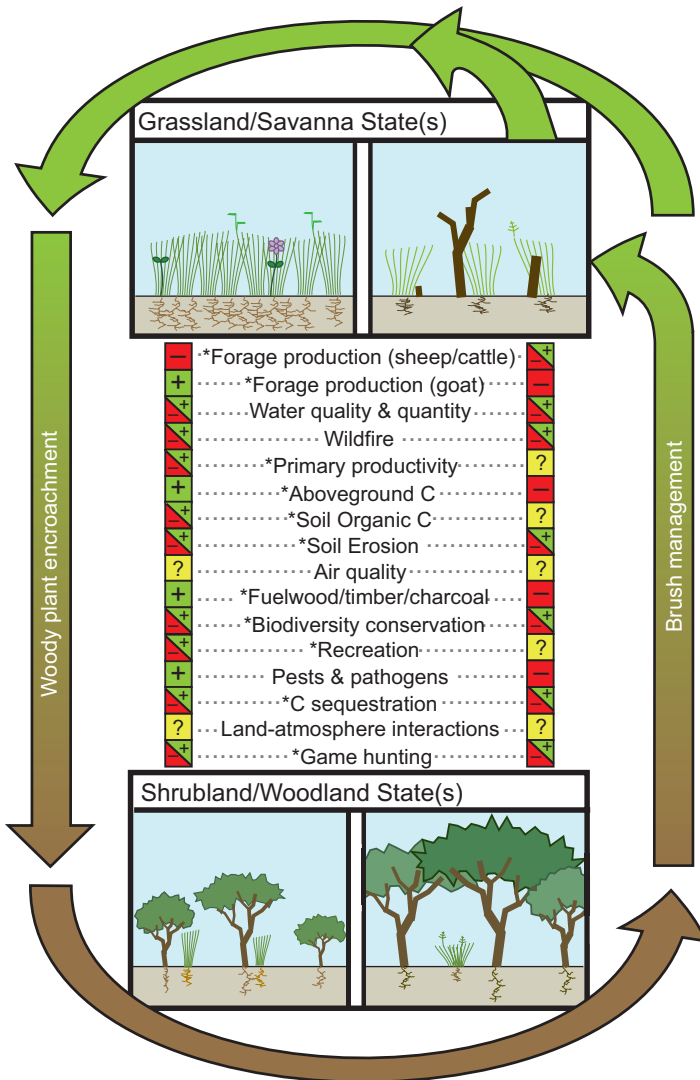 Grassland/Savanna State(s)
− *Forage production (sheep/cattle) − +
+ *Forage production (goat) −
− + Water quality & quantity − +
− + Wildfire − +
− + *Primary productivity ?
+ *Aboveground C −
− + *Soil Organic C ?
− + *Soil Erosion − +
? Air quality ?
+ *Fuelwood/timber/charcoal −
− + *Biodiversity conservation − +
− + *Recreation ?
+ Pests & pathogens −
− + *C sequestration − +
? Land-atmosphere interactions ?
− + *Game hunting − +
Woody plant encroachment
Brush management
Shrubland/Woodland State(s)